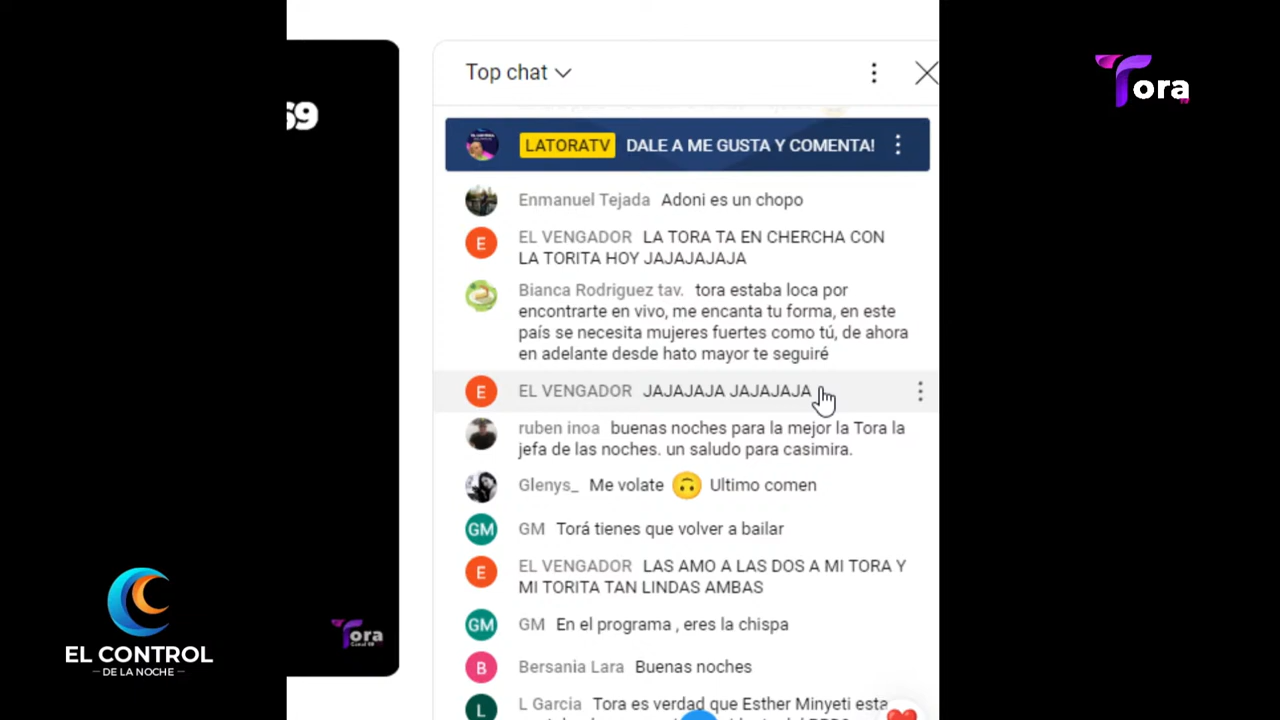 69
Tora
Top chat
LATORATV DALE A ME GUSTA Y COMENTA!
Enmanuel Tejada Adoni es un chopo
E EL VENGADOR LA TORA TA EN CHERCHA CON
LA TORITA HOY JAJAJAJAJA
Bianca Rodriguez tav. tora estaba loca por
encontrarte en vivo, me encanta tu forma, en este
país se necesita mujeres fuertes como tú, de ahora
en adelante desde hato mayor te seguiré
E EL VENGADOR JAJAJAJA JAJAJAJA
ruben inoa buenas noches para la mejor la Tora la
jefa de las noches. un saludo para casimira.
Glenys_ Me volate 🙃 Ultimo comen
GM GM Torá tienes que volver a bailar
E EL VENGADOR LAS AMO A LAS DOS A MI TORA Y
MI TORITA TAN LINDAS AMBAS
GM GM En el programa , eres la chispa
B Bersania Lara Buenas noches
L L Garcia Tora es verdad que Esther Minyeti esta
Tora
EL CONTROL
DE LA NOCHE